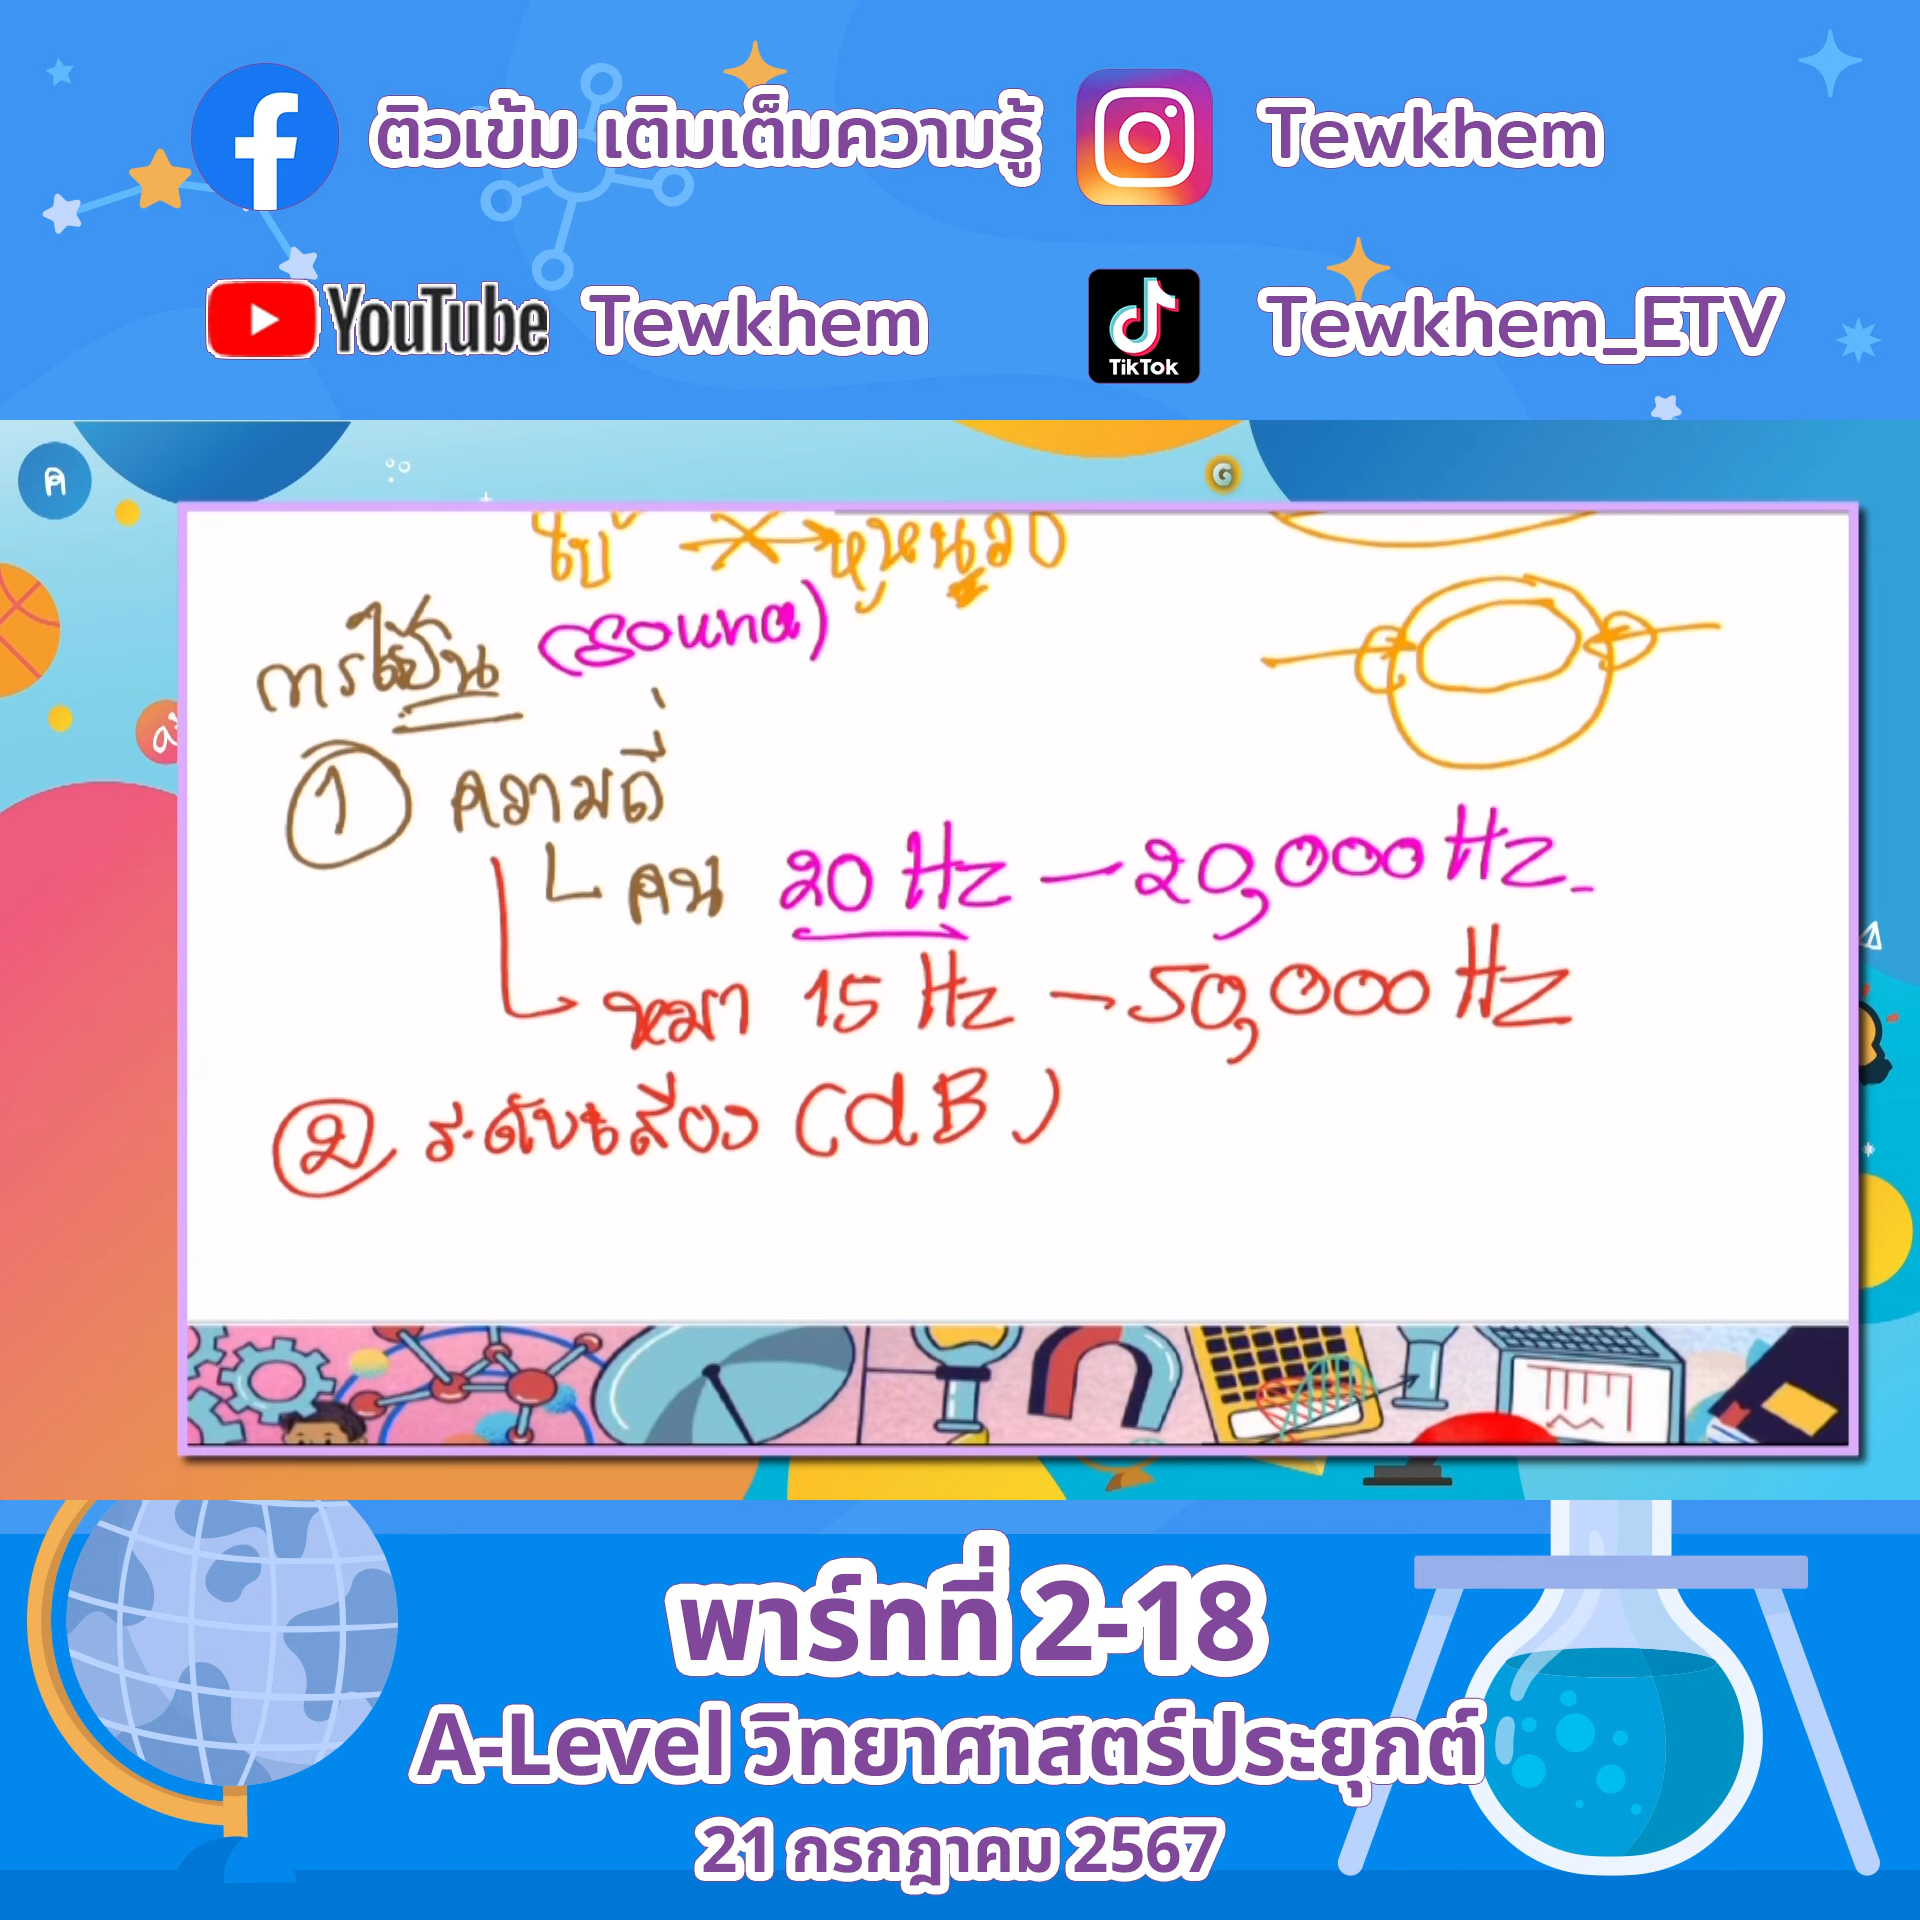 ติวเข้ม เติมเต็มความรู้
Tewkhem
YouTube Tewkhem
TikTok
Tewkhem_ETV
ค
G
หูหนวก
การได้ยิน (Sound)
1 ความถี่
คน 20 Hz – 20,000 Hz
หมา 15 Hz – 50,000 Hz
2 ระดับเสียง (dB)
พาร์ทที่ 2-18
A-Level วิทยาศาสตร์ประยุกต์
21 กรกฎาคม 2567